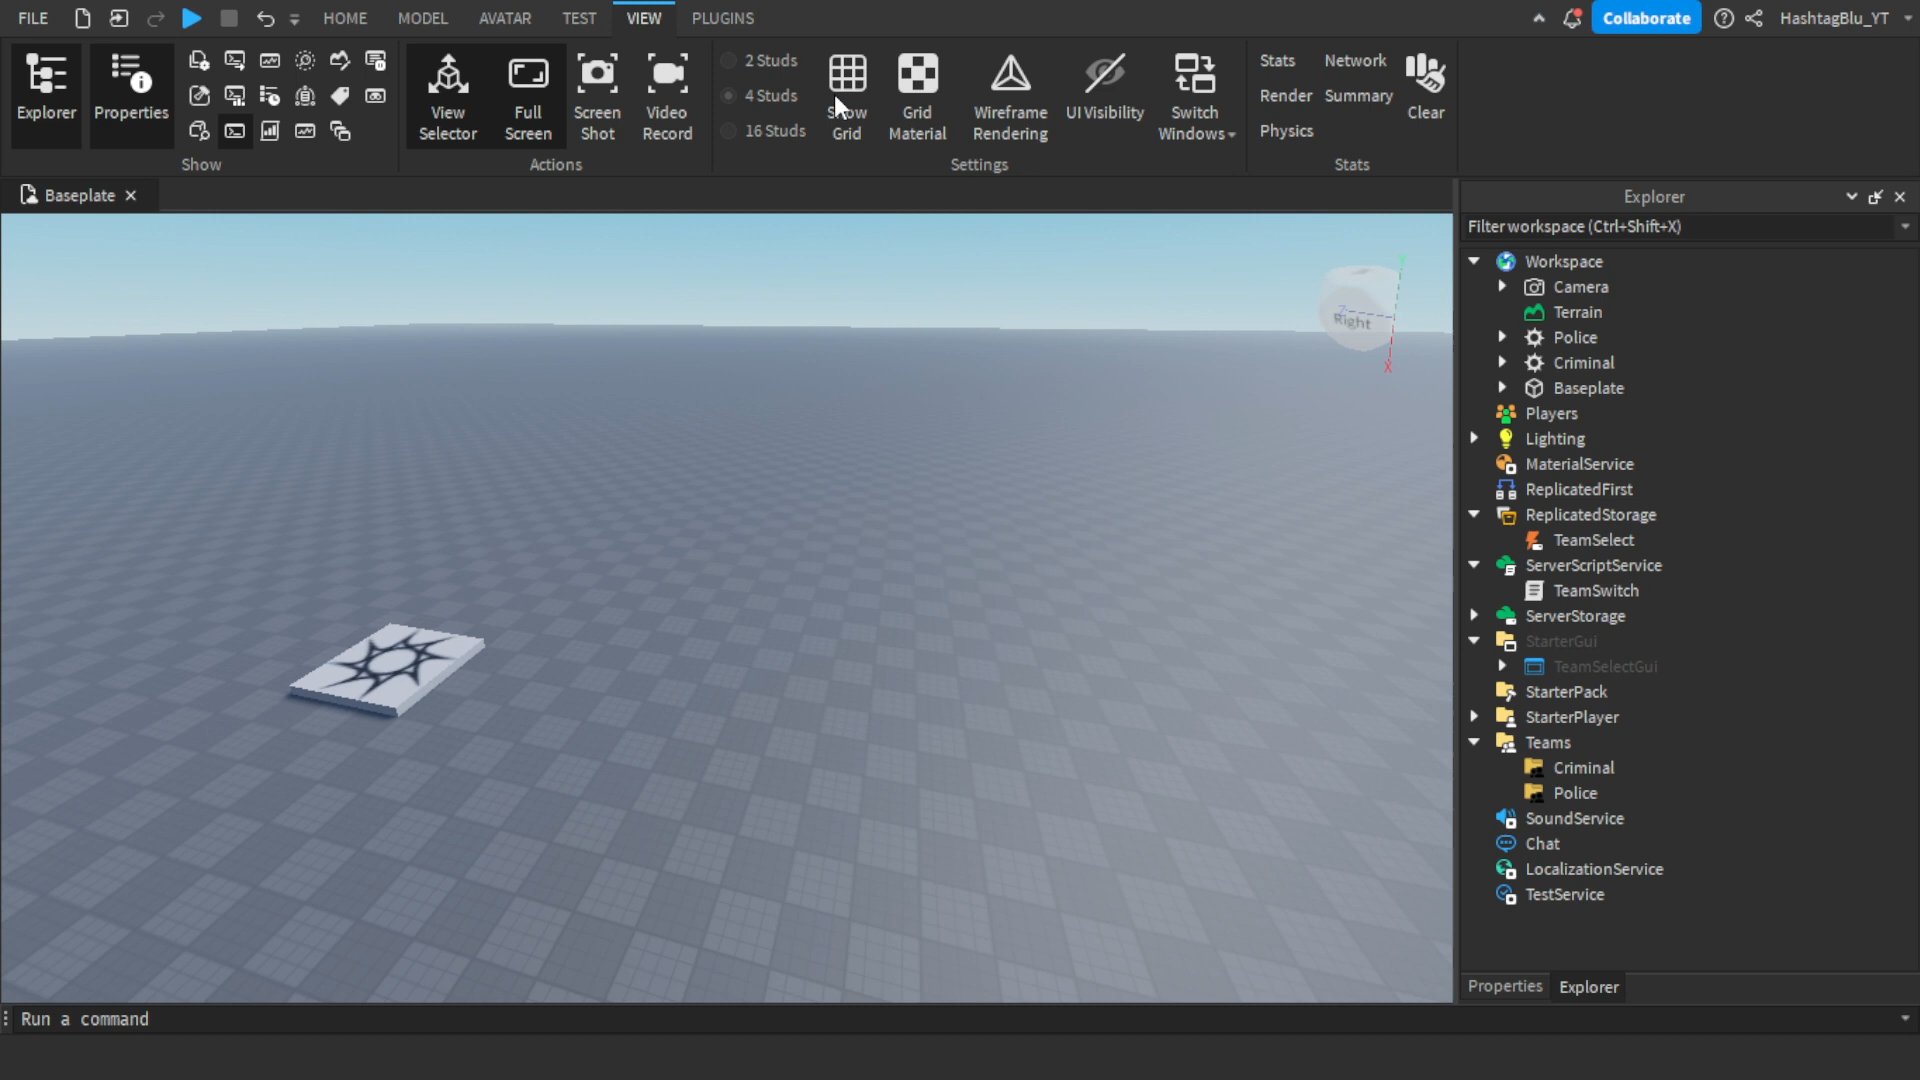 FILE
HOME
MODEL
AVATAR
TEST
VIEW
PLUGINS
Collaborate
HashtagBlu_YT
Explorer
Properties
Show
View
Selector
Full
Screen
Screen
Shot
Video
Record
Actions
2 Studs
4 Studs
16 Studs
Show
Grid
Grid
Material
Wireframe
Rendering
UI Visibility
Switch
Windows
Settings
Stats
Network
Render
Summary
Physics
Clear
Stats
Baseplate
Right
Y
Z
X
Explorer
Filter workspace (Ctrl+Shift+X)
Workspace
Camera
Terrain
Police
Criminal
Baseplate
Players
Lighting
MaterialService
ReplicatedFirst
ReplicatedStorage
TeamSelect
ServerScriptService
TeamSwitch
ServerStorage
StarterGui
TeamSelectGui
StarterPack
StarterPlayer
Teams
Criminal
Police
SoundService
Chat
LocalizationService
TestService
Properties
Explorer
Run a command